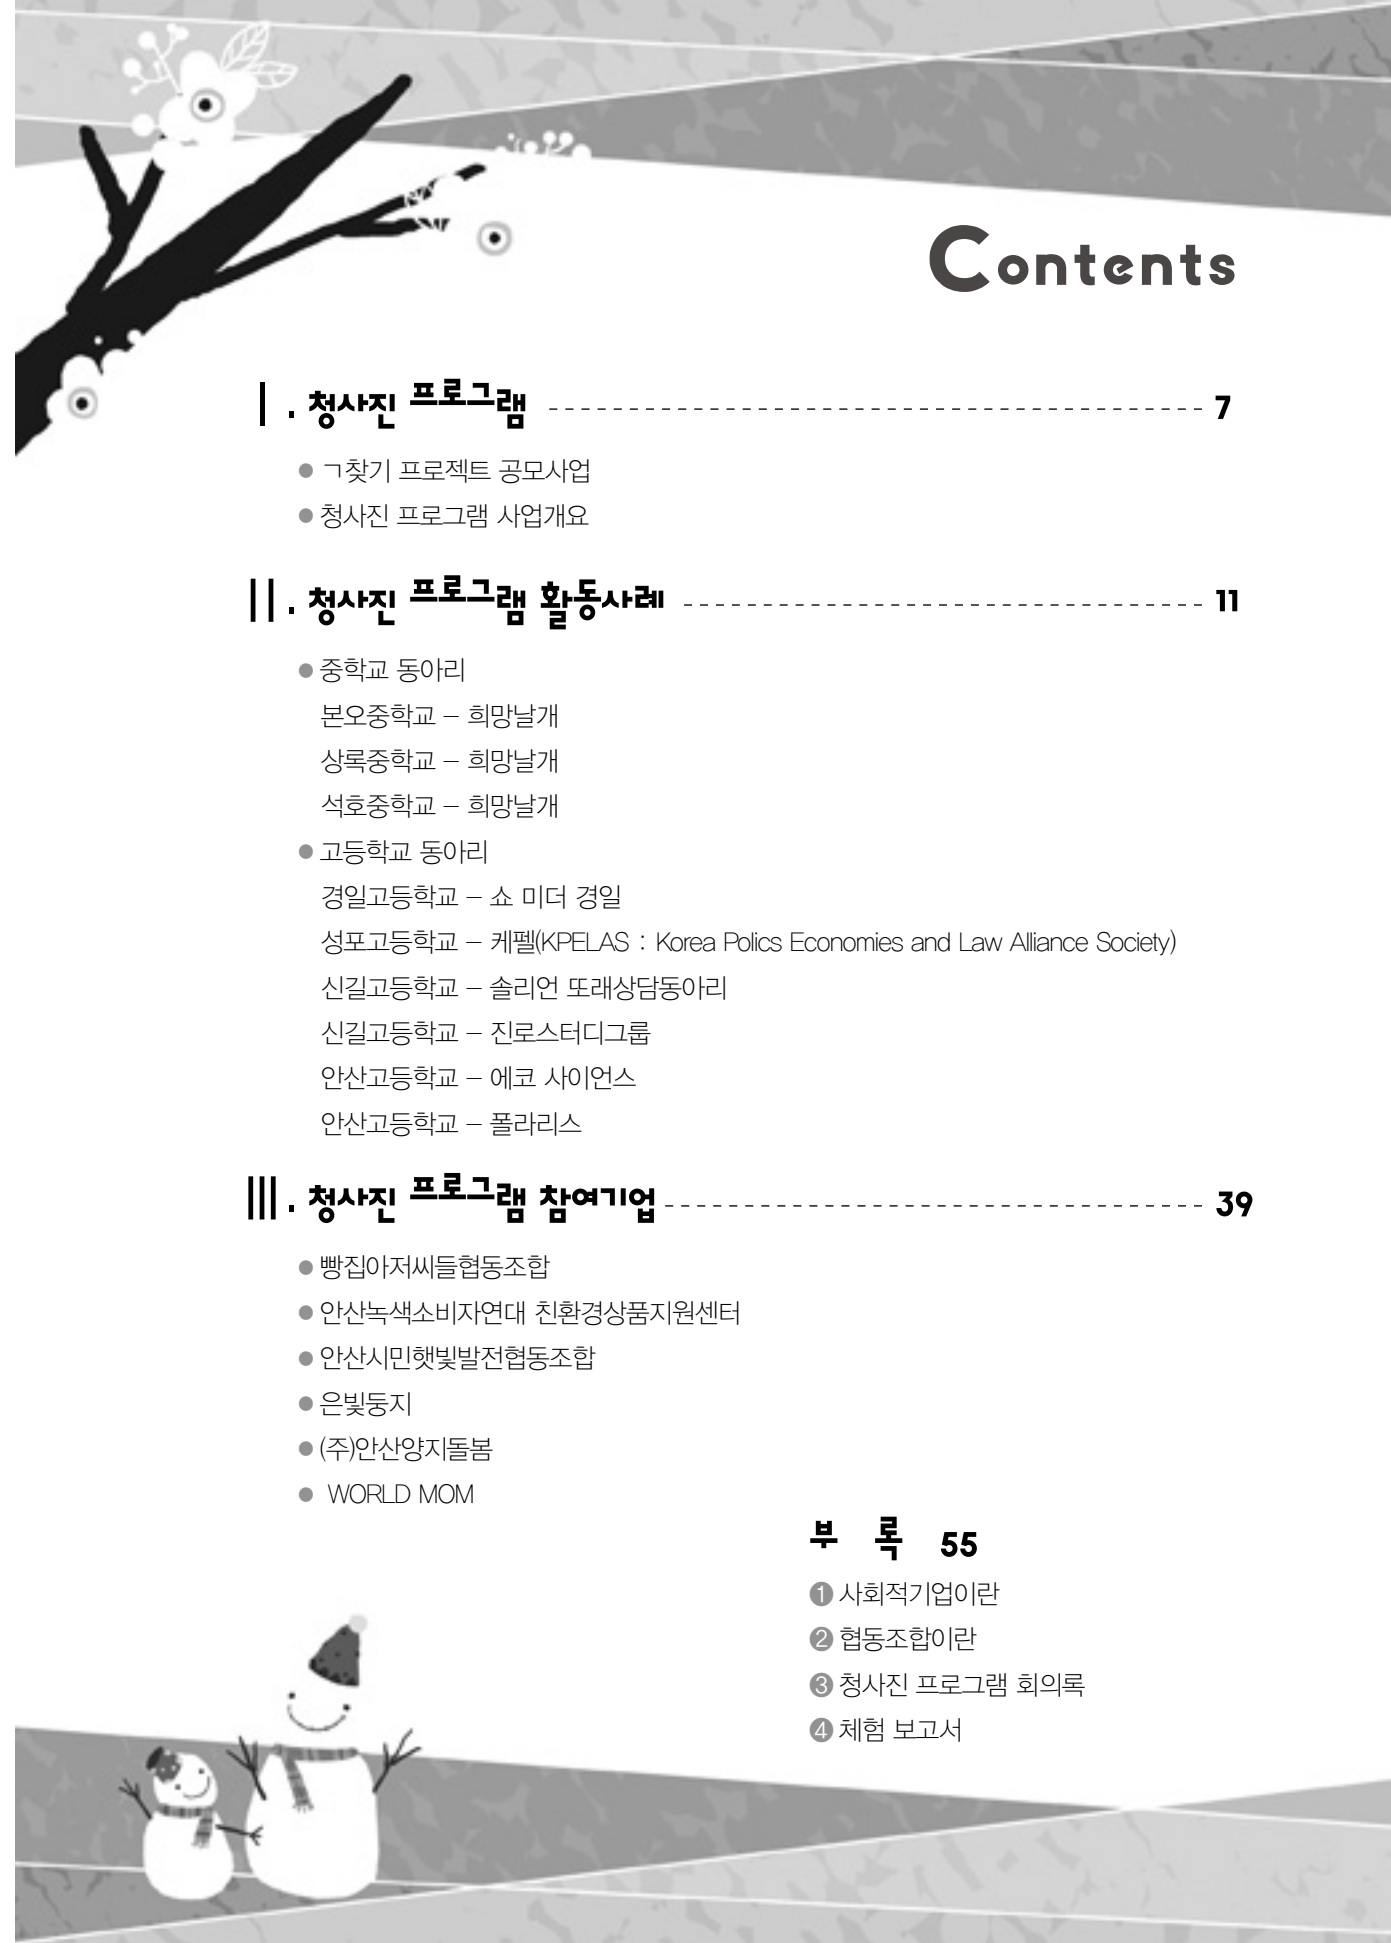 Contents
Ⅰ. 청사진 프로그램 7
● ㄱ찾기 프로젝트 공모사업
● 청사진 프로그램 사업개요
Ⅱ. 청사진 프로그램 활동사례 11
● 중학교 동아리
본오중학교 – 희망날개
상록중학교 – 희망날개
석호중학교 – 희망날개
● 고등학교 동아리
경일고등학교 – 쇼 미더 경일
성포고등학교 – 케펠(KPELAS : Korea Polics Economies and Law Alliance Society)
신길고등학교 – 솔리언 또래상담동아리
신길고등학교 – 진로스터디그룹
안산고등학교 – 에코 사이언스
안산고등학교 – 폴라리스
Ⅲ. 청사진 프로그램 참여기업 39
● 빵집아저씨들협동조합
● 안산녹색소비자연대 친환경상품지원센터
● 안산시민햇빛발전협동조합
● 은빛둥지
● (주)안산양지돌봄
● WORLD MOM
부 록 55
❶ 사회적기업이란
❷ 협동조합이란
❸ 청사진 프로그램 회의록
❹ 체험 보고서